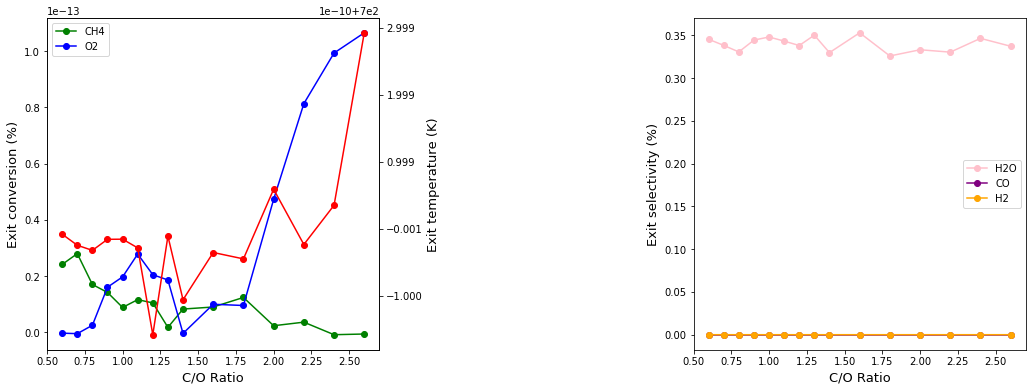 1e−13
1e−10+7e2
CH4
O2
1.0
0.8
0.6
0.4
0.2
0.0
Exit conversion (%)
2.999
1.999
0.999
−0.001
−1.000
Exit temperature (K)
0.50 0.75 1.00 1.25 1.50 1.75 2.00 2.25 2.50
C/O Ratio
0.35
0.30
0.25
0.20
0.15
0.10
0.05
0.00
Exit selectivity (%)
H2O
CO
H2
0.50 0.75 1.00 1.25 1.50 1.75 2.00 2.25 2.50
C/O Ratio